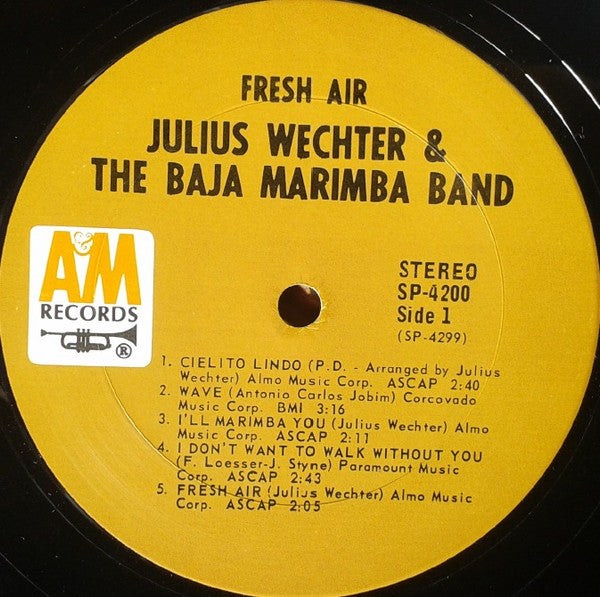 FRESH AIR
JULIUS WECHTER &
THE BAJA MARIMBA BAND
A&M
RECORDS
®
STEREO
SP-4200
Side 1
(SP-4299)
1. CIELITO LINDO (P.D. - Arranged by Julius
Wechter) Almo Music Corp. ASCAP 2:40
2. WAVE (Antonio Carlos Jobim) Corcovado
Music Corp. BMI 3:16
3. I'LL MARIMBA YOU (Julius Wechter) Almo
Music Corp. ASCAP 2:11
4. I DON'T WANT TO WALK WITHOUT YOU
(F. Loesser-J. Styne) Paramount Music
Corp. ASCAP 2:43
5. FRESH AIR (Julius Wechter) Almo Music
Corp. ASCAP 2:05